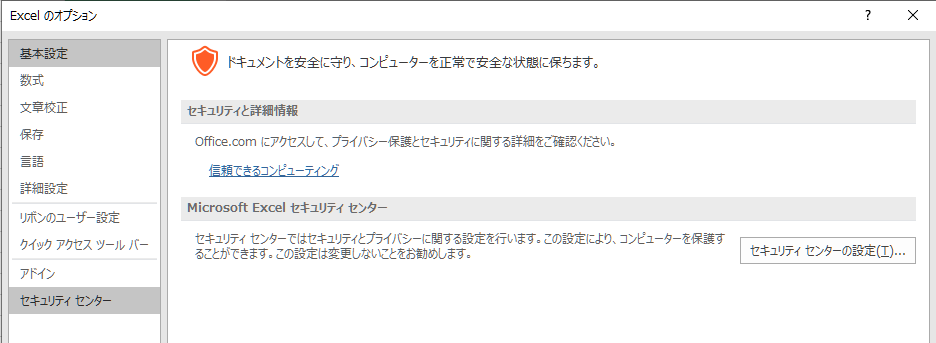 Excel のオプション
?
基本設定
数式
文章校正
保存
言語
詳細設定
リボンのユーザー設定
クイック アクセス ツール バー
アドイン
セキュリティ センター
ドキュメントを安全に守り、コンピューターを正常で安全な状態に保ちます。
セキュリティと詳細情報
Office.com にアクセスして、プライバシー保護とセキュリティに関する詳細をご確認ください。
信頼できるコンピューティング
Microsoft Excel セキュリティ センター
セキュリティ センターではセキュリティとプライバシーに関する設定を行います。この設定により、コンピューターを保護す
ることができます。この設定は変更しないことをお勧めします。
セキュリティ センターの設定(T)...